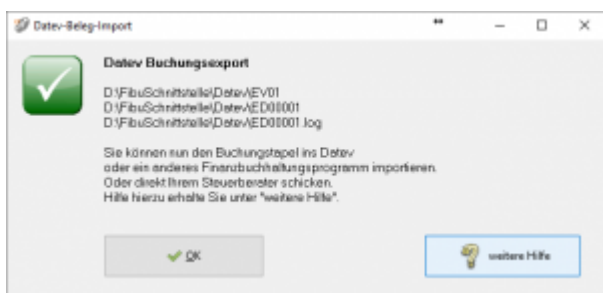 Datev-Beleg-Import
Datev Buchungsexport
D:\FibuSchnittstelle\Datev\EV01
D:\FibuSchnittstelle\Datev\ED00001
D:\FibuSchnittstelle\Datev\ED00001.log
Sie können nun den Buchungstapel ins Datev
oder ein anderes Finanzbuchhaltungsprogramm importieren.
Oder direkt Ihrem Steuerberater schicken.
Hilfe hierzu erhalte Sie unter "weitere Hilfe".
OK
weitere Hilfe